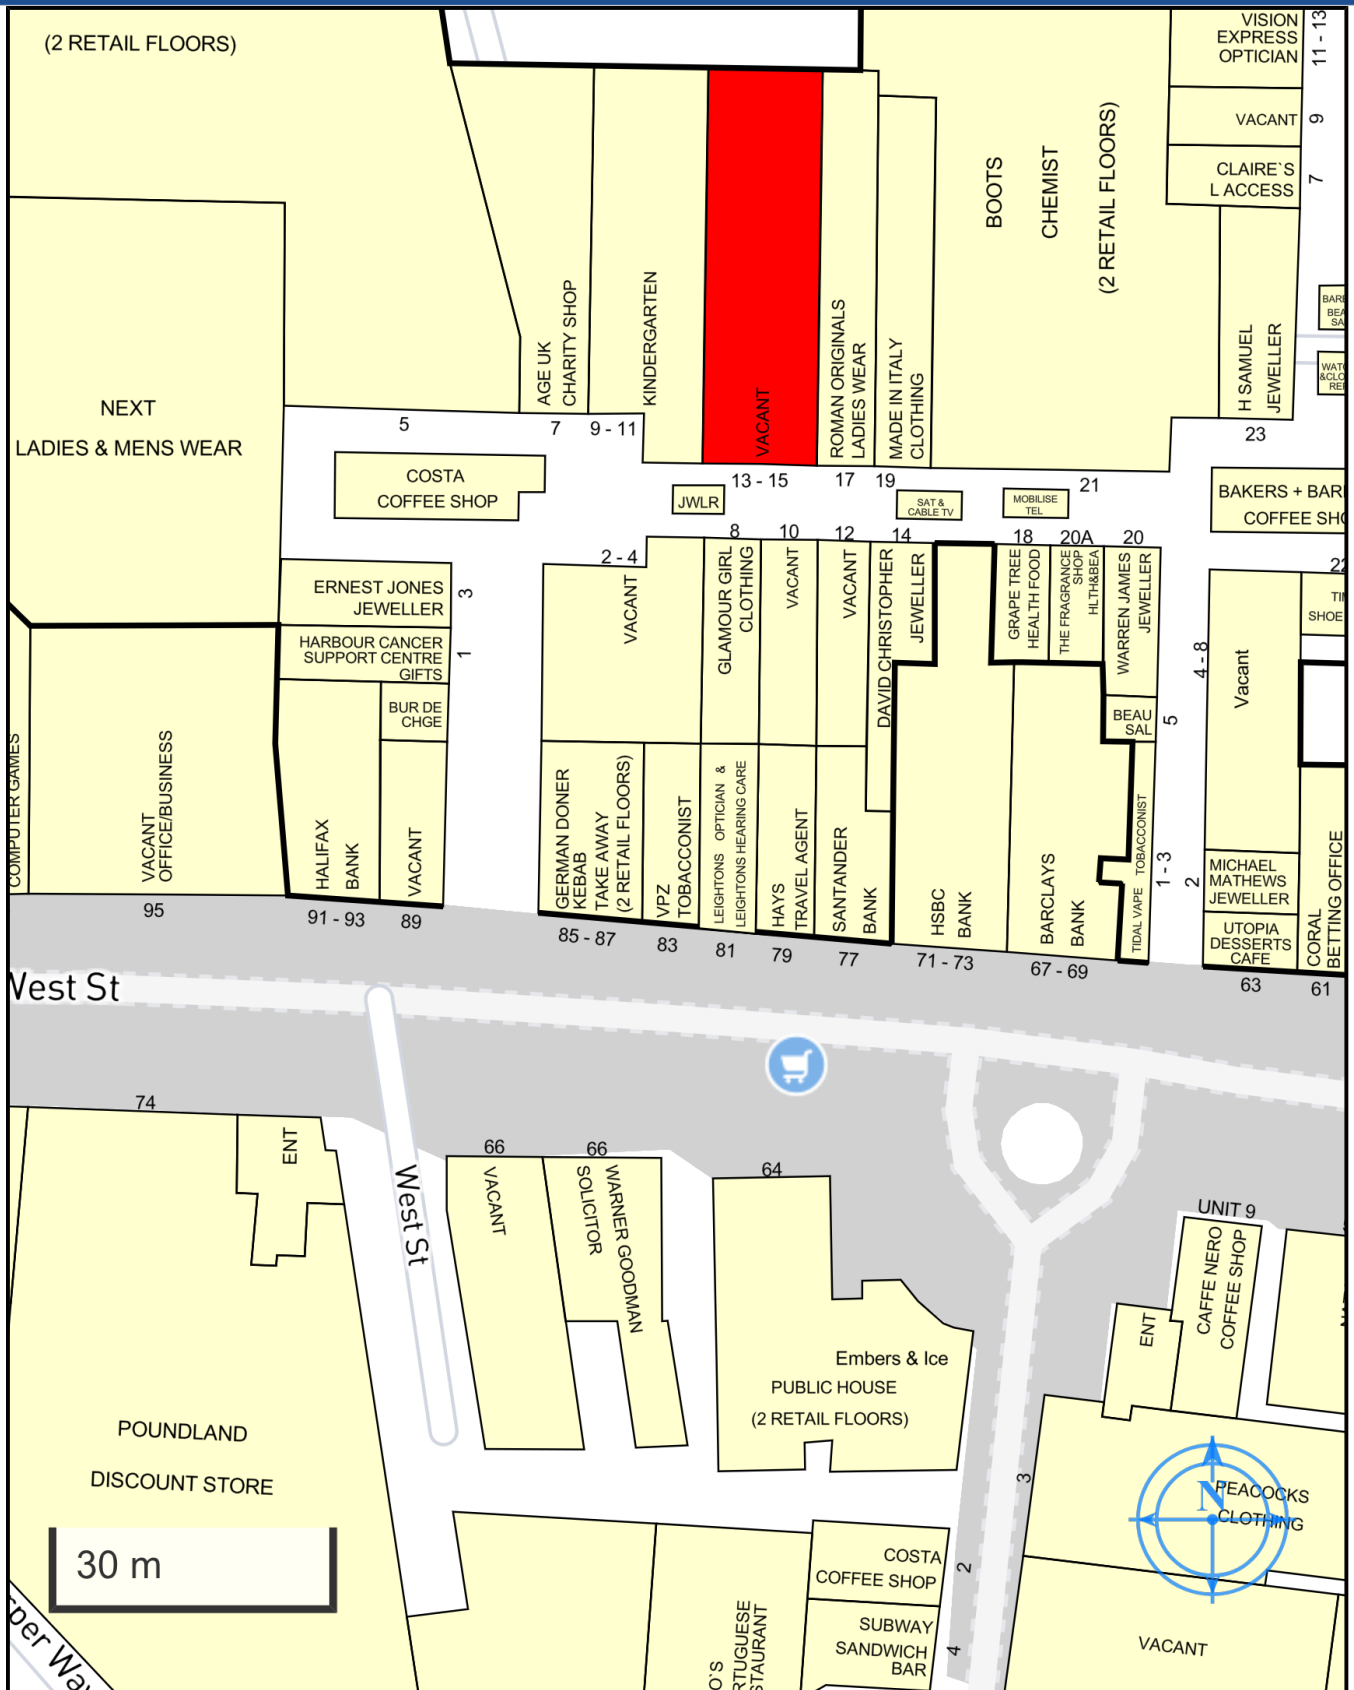 (2 RETAIL FLOORS)
VISION
EXPRESS
OPTICIAN
11 - 13
VACANT
9
CLAIRE`S
L ACCESS
7
BOOTS
CHEMIST
(2 RETAIL FLOORS)
H SAMUEL
JEWELLER
23
NEXT
LADIES & MENS WEAR
AGE UK
CHARITY SHOP
KINDERGARTEN
VACANT
ROMAN ORIGINALS
LADIES WEAR
MADE IN ITALY
CLOTHING
5
7
9 - 11
13 - 15
17
19
21
COSTA
COFFEE SHOP
JWLR
SAT &
CABLE TV
MOBILISE
TEL
BAKERS + BAR
COFFEE SHO
22
ERNEST JONES
JEWELLER
3
HARBOUR CANCER
SUPPORT CENTRE
GIFTS
1
BUR DE
CHGE
2 - 4
VACANT
8
GLAMOUR GIRL
CLOTHING
10
VACANT
12
VACANT
14
DAVID CHRISTOPHER
JEWELLER
18
GRAPE TREE
HEALTH FOOD
20A
THE FRAGRANCE
SHOP
HLTH&BEA
20
WARREN JAMES
JEWELLER
BEAU
SAL
5
4 - 8
Vacant
SHOE
COMPUTER GAMES
VACANT
OFFICE/BUSINESS
HALIFAX
BANK
VACANT
GERMAN DONER
KEBAB
TAKE AWAY
(2 RETAIL FLOORS)
VPZ
TOBACCONIST
LEIGHTONS OPTICIAN &
LEIGHTONS HEARING CARE
HAYS
TRAVEL AGENT
SANTANDER
BANK
HSBC
BANK
BARCLAYS
BANK
TIDAL VAPE TOBACCONIST
1 - 3
2
MICHAEL
MATHEWS
JEWELLER
UTOPIA
DESSERTS
CAFE
CORAL
BETTING OFFICE
95
91 - 93
89
85 - 87
83
81
79
77
71 - 73
67 - 69
63
61
West St
74
ENT
West St
66
VACANT
66
WARNER GOODMAN
SOLICITOR
64
Embers & Ice
PUBLIC HOUSE
(2 RETAIL FLOORS)
UNIT 9
CAFFE NERO
COFFEE SHOP
ENT
POUNDLAND
DISCOUNT STORE
3
PEACOCKS
CLOTHING
N
30 m
COSTA
COFFEE SHOP
2
SUBWAY
SANDWICH
BAR
4
VACANT